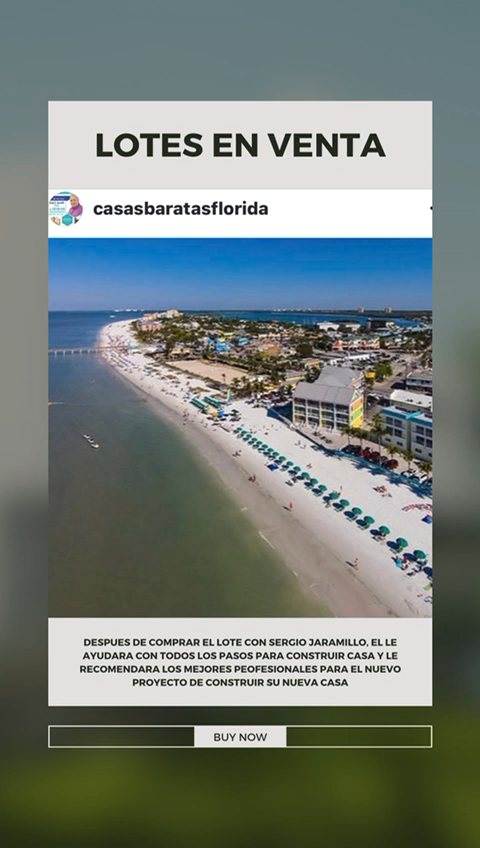 LOTES EN VENTA
casasbaratasflorida
DESPUES DE COMPRAR EL LOTE CON SERGIO JARAMILLO, EL LE
AYUDARA CON TODOS LOS PASOS PARA CONSTRUIR CASA Y LE
RECOMENDARA LOS MEJORES PEOFESIONALES PARA EL NUEVO
PROYECTO DE CONSTRUIR SU NUEVA CASA
BUY NOW